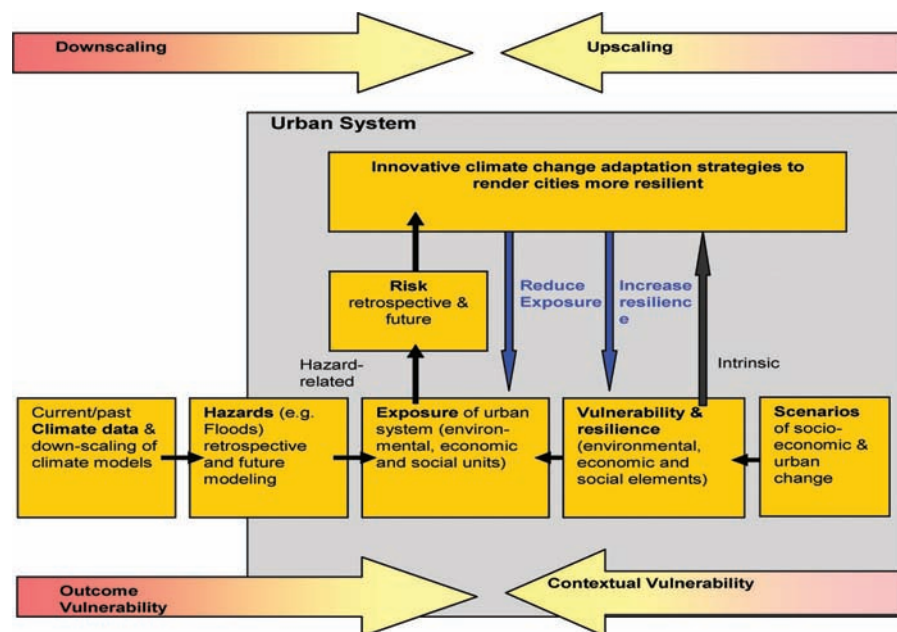 Downscaling
Upscaling
Urban System
Innovative climate change adaptation strategies to
render cities more resilient
Risk
retrospective &
future
Reduce
Exposure
Increase
resilienc
e
Hazard-
related
Intrinsic
Current/past
Climate data &
down-scaling of
climate models
Hazards (e.g.
Floods)
retrospective
and future
modeling
Exposure of urban
system (environ-
mental, economic
and social units)
Vulnerability &
resilience
(environmental,
economic and
social elements)
Scenarios
of socio-
economic &
urban
change
Outcome
Vulnerability
Contextual Vulnerability